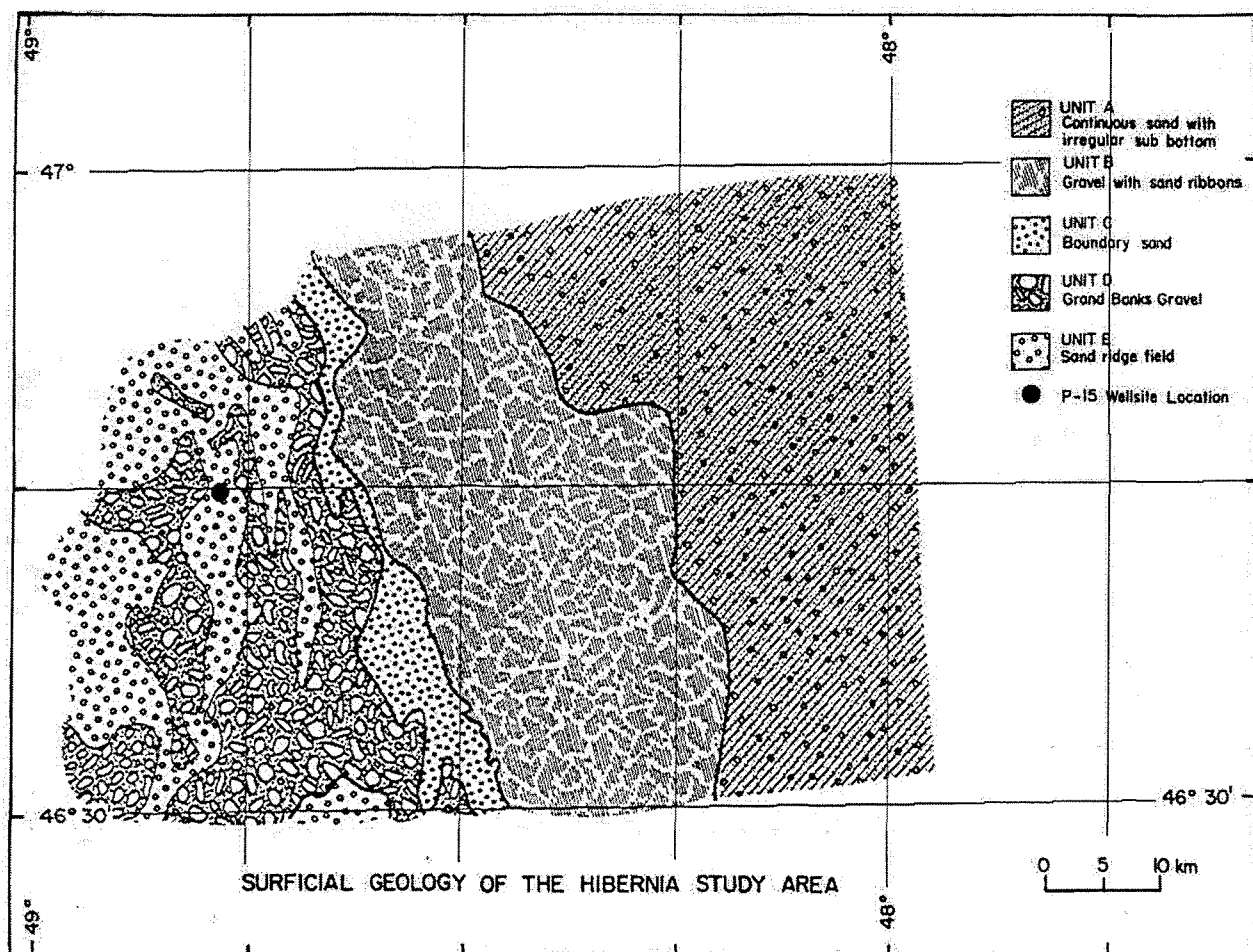 49°
48°
47°
UNIT A
Continuous sand with
irregular sub bottom
UNIT B
Gravel with sand ribbons
UNIT C
Boundary sand
UNIT D
Grand Banks Gravel
UNIT E
Sand ridge field
P-15 Wellsite Location
46° 30'
46° 30'
0 5 10 km
SURFICIAL GEOLOGY OF THE HIBERNIA STUDY AREA
49°
48°